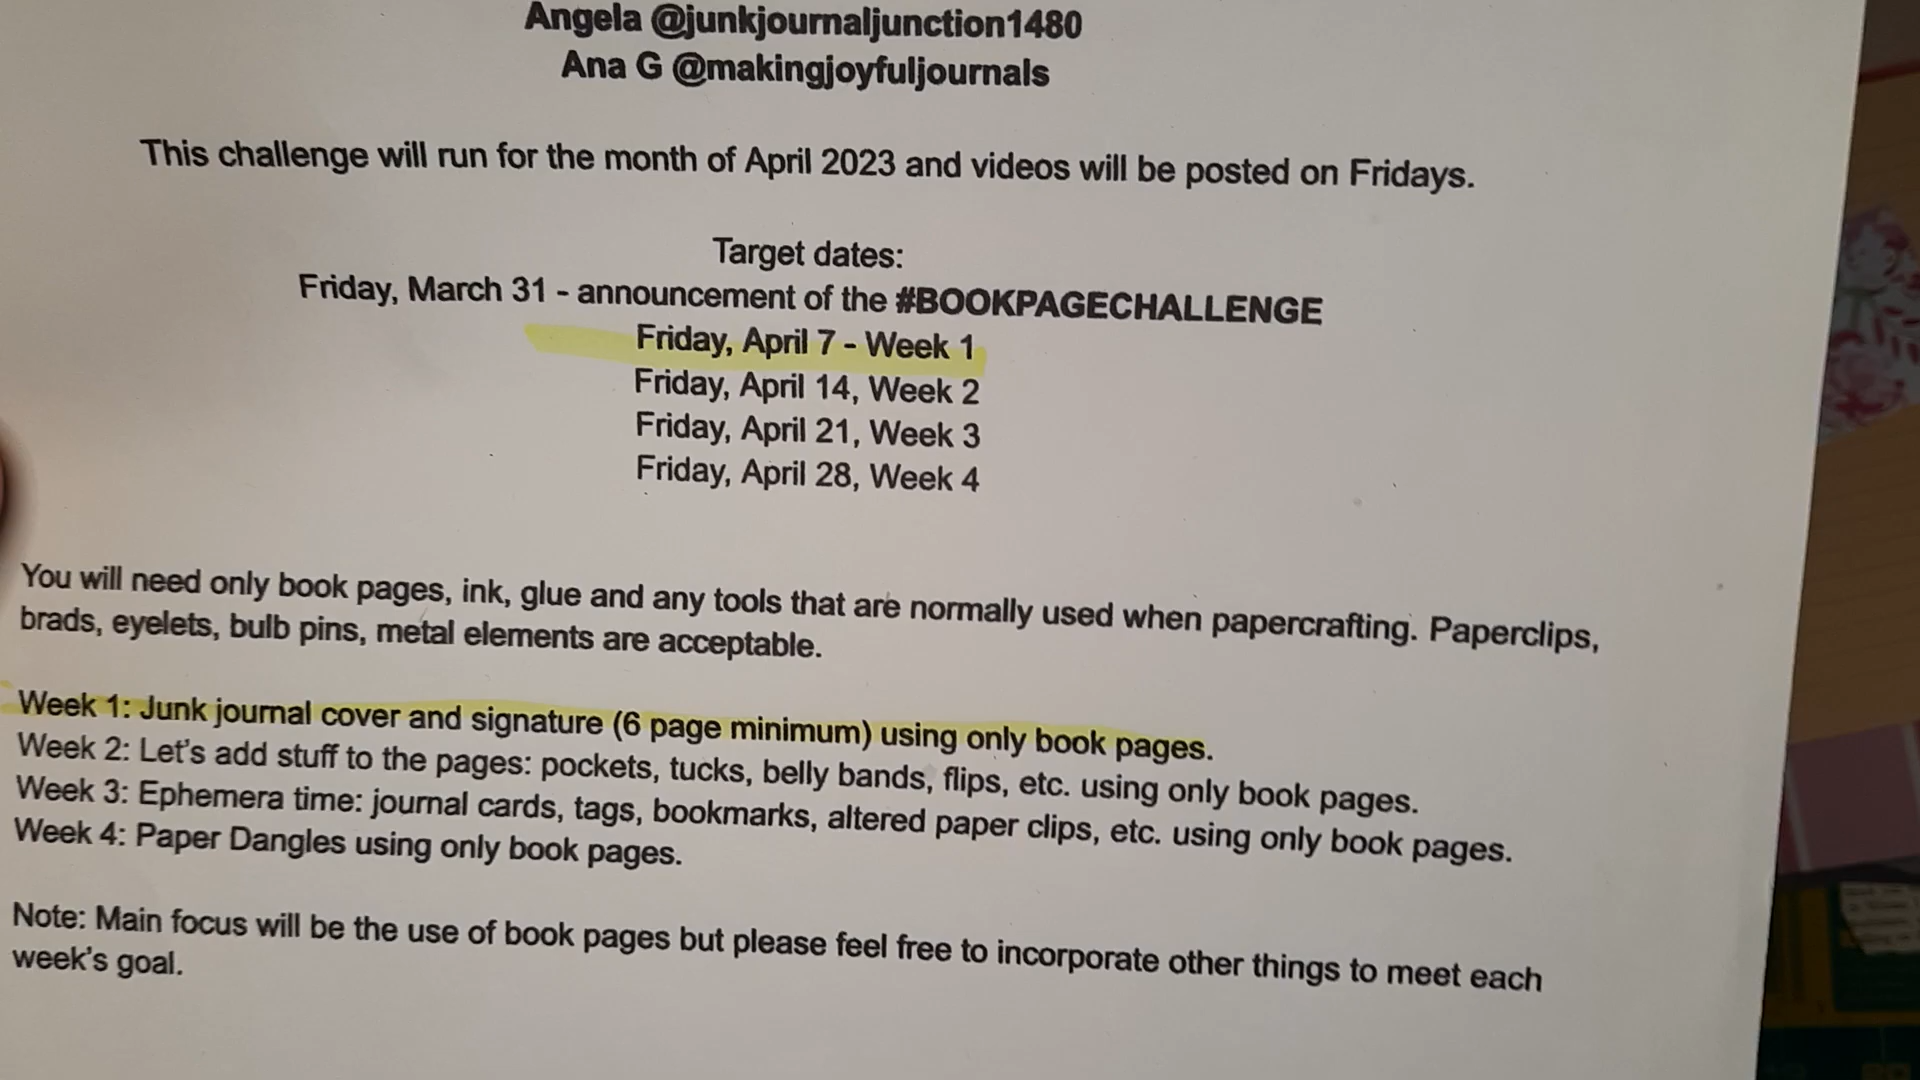 Angela @junkjournaljunction1480
Ana G @makingjoyfuljournals
This challenge will run for the month of April 2023 and videos will be posted on Fridays.
Target dates:
Friday, March 31 - announcement of the #BOOKPAGECHALLENGE
Friday, April 7 - Week 1
Friday, April 14, Week 2
Friday, April 21, Week 3
Friday, April 28, Week 4
You will need only book pages, ink, glue and any tools that are normally used when papercrafting. Paperclips,
brads, eyelets, bulb pins, metal elements are acceptable.
Week 1: Junk journal cover and signature (6 page minimum) using only book pages.
Week 2: Let's add stuff to the pages: pockets, tucks, belly bands, flips, etc. using only book pages.
Week 3: Ephemera time: journal cards, tags, bookmarks, altered paper clips, etc. using only book pages.
Week 4: Paper Dangles using only book pages.
Note: Main focus will be the use of book pages but please feel free to incorporate other things to meet each
week's goal.